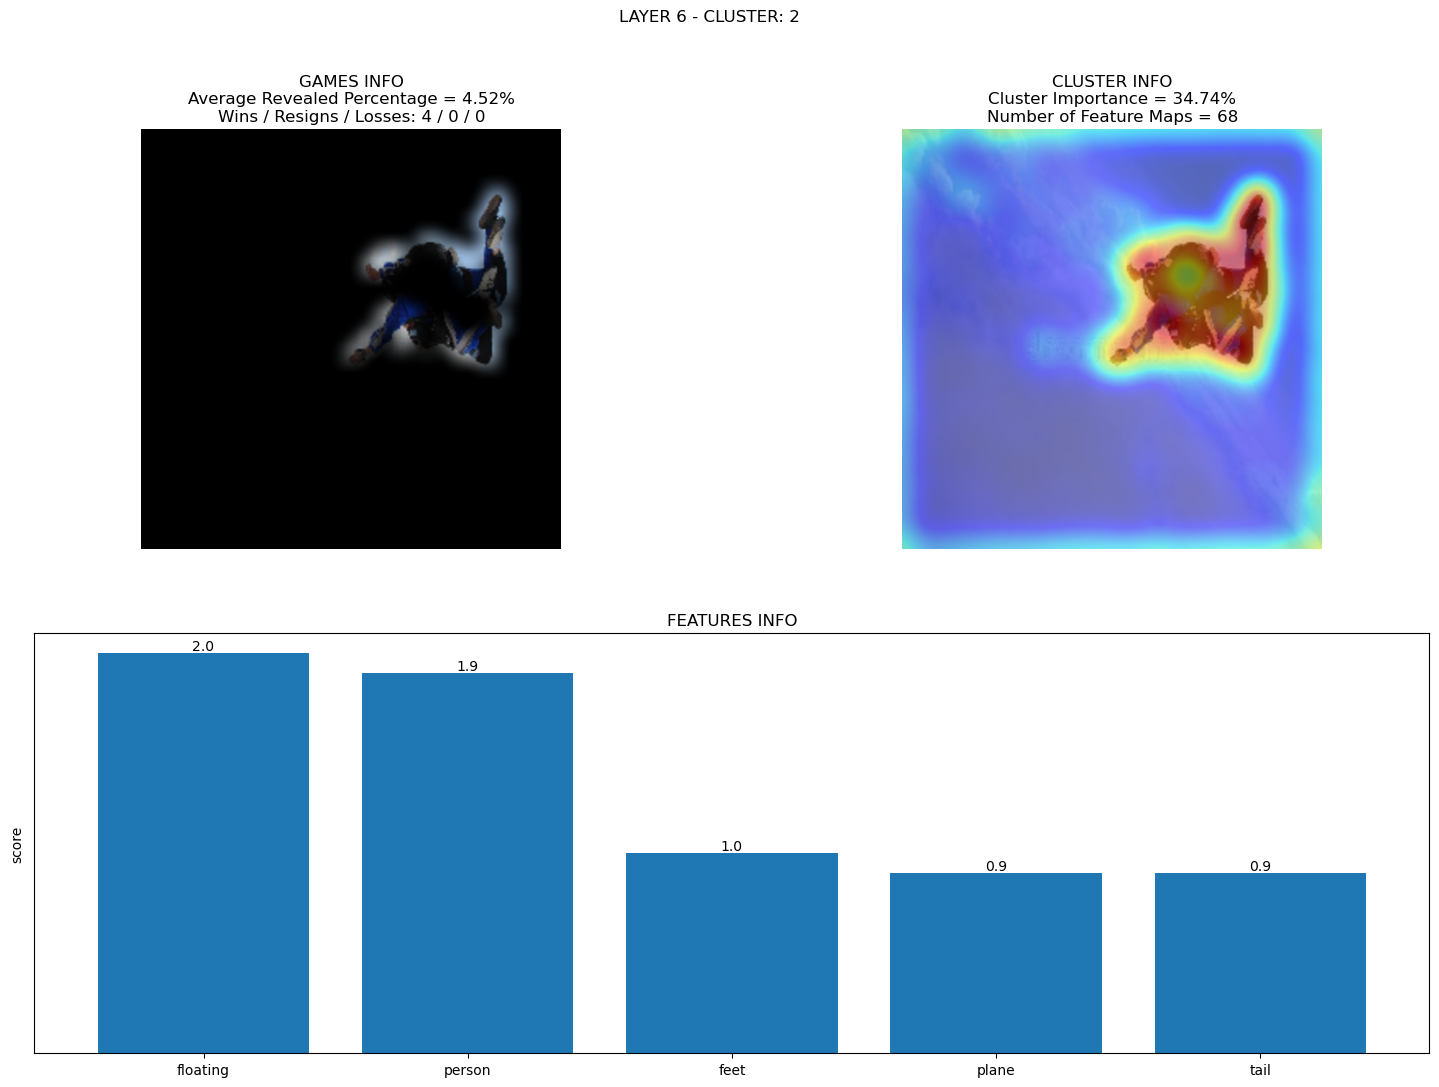 LAYER 6 - CLUSTER: 2
GAMES INFO
Average Revealed Percentage = 4.52%
Wins / Resigns / Losses: 4 / 0 / 0
CLUSTER INFO
Cluster Importance = 34.74%
Number of Feature Maps = 68
FEATURES INFO
score
2.0
1.9
1.0
0.9
0.9
floating
person
feet
plane
tail